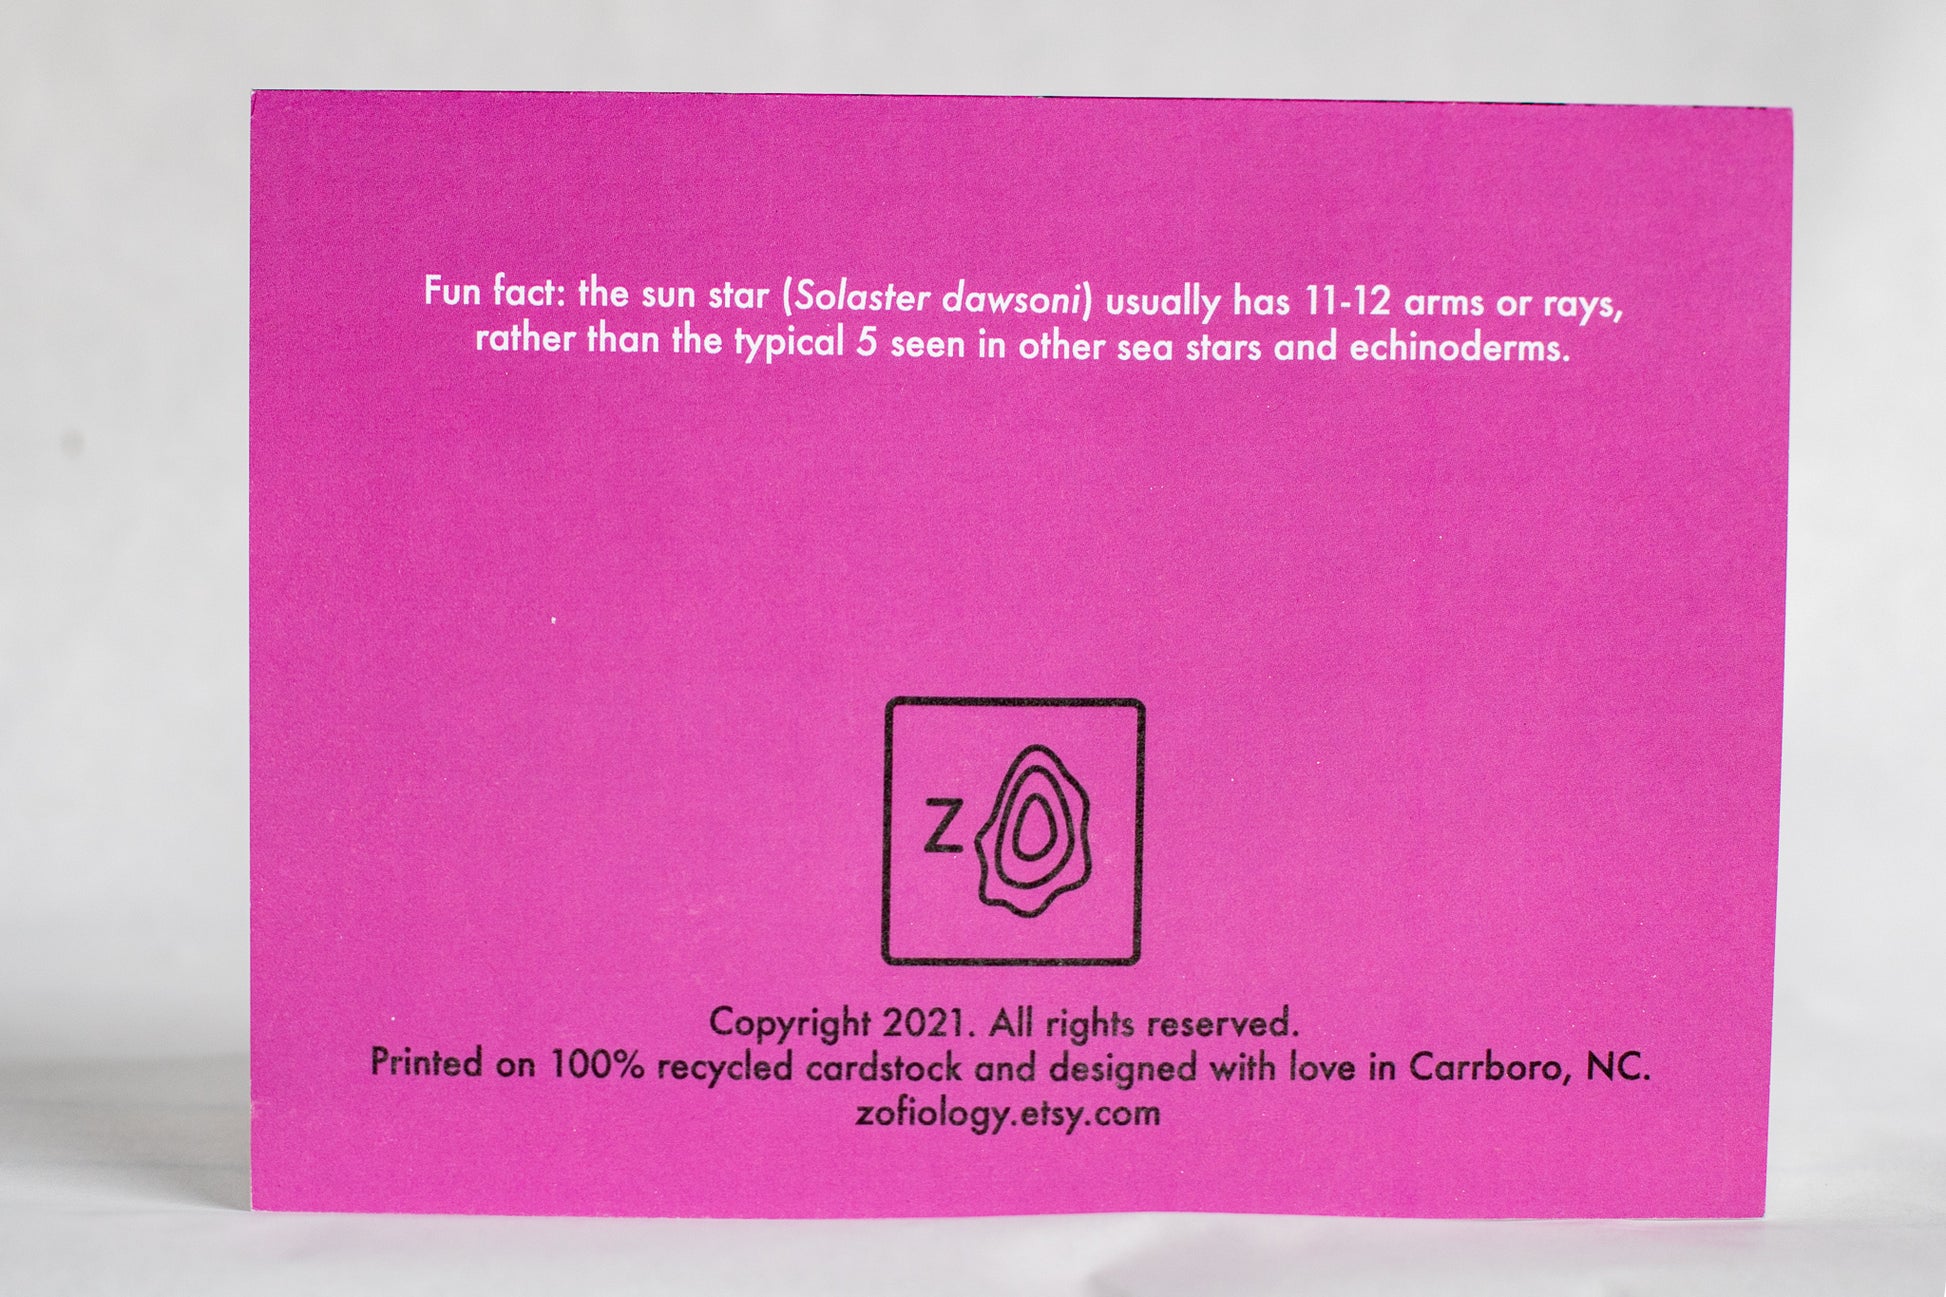 Fun fact: the sun star (Solaster dawsoni) usually has 11-12 arms or rays,
rather than the typical 5 seen in other sea stars and echinoderms.
Z
Copyright 2021. All rights reserved.
Printed on 100% recycled cardstock and designed with love in Carrboro, NC.
zofiology.etsy.com